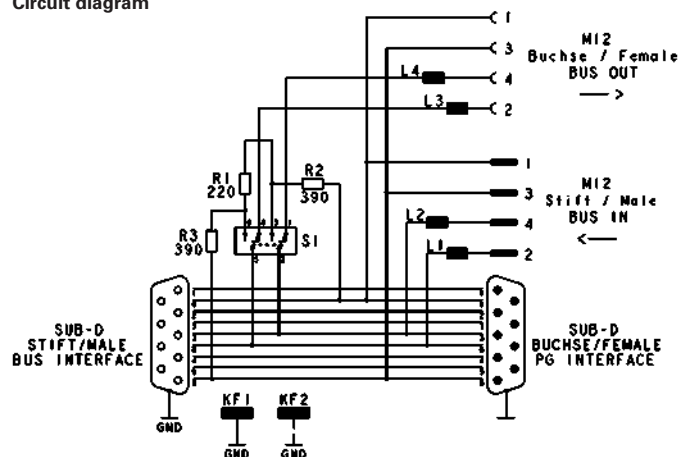 Circuit diagram
1
3
M12
Buchse / Female
BUS OUT
L4
4
L3
2
R1
220
R2
390
1
M12
3
Stift / Male
BUS IN
L2
4
R3
390
S1
L1
2
SUB-D
STIFT/MALE
BUS INTERFACE
SUB-D
BUCHSE/FEMALE
PG INTERFACE
KF1
KF2
GND
GND
GND